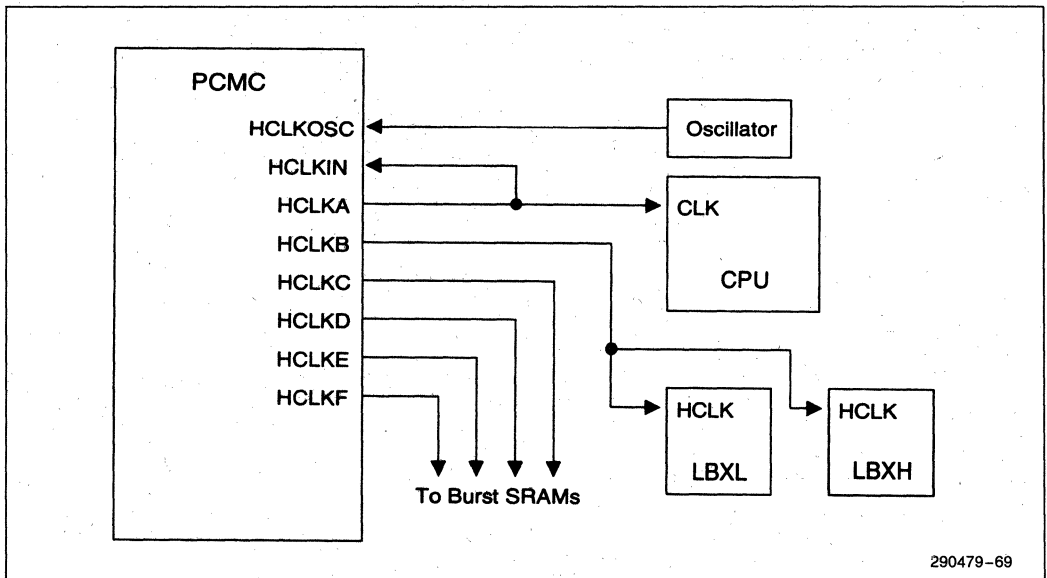 PCMC
HCLKOSC
HCLKIN
HCLKA
HCLKB
HCLKC
HCLKD
HCLKE
HCLKF
Oscillator
CLK
CPU
HCLK
LBXL
HCLK
LBXH
To Burst SRAMs
290479-69